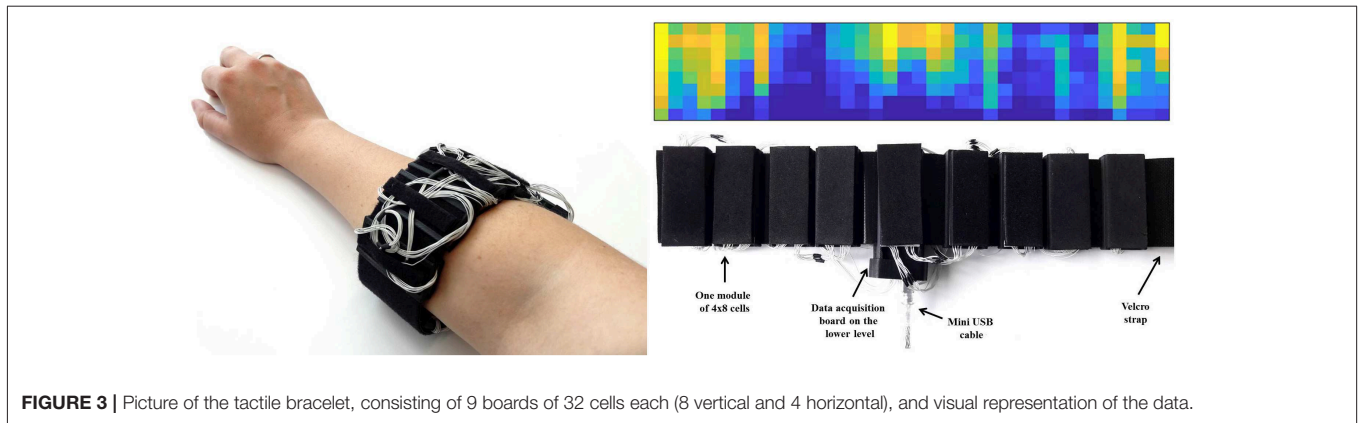 One module
of 4x8 cells
Data acquisition
board on the
lower level
Mini USB
cable
Velcro
strap
FIGURE 3 | Picture of the tactile bracelet, consisting of 9 boards of 32 cells each (8 vertical and 4 horizontal), and visual representation of the data.